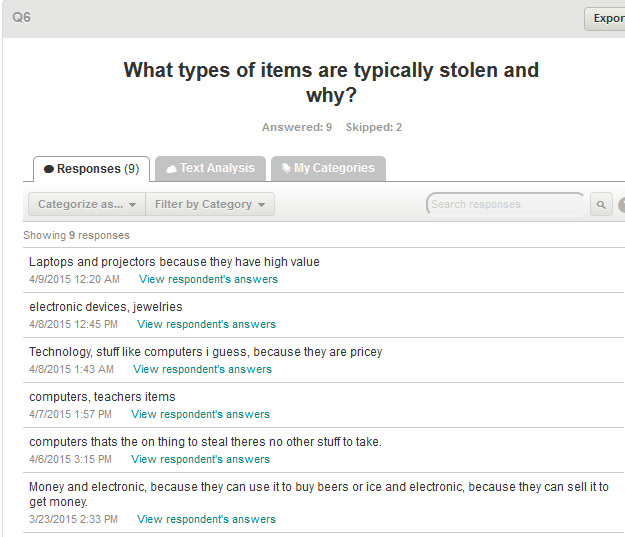 Q6
Expor
What types of items are typically stolen and
why?
Answered: 9 Skipped: 2
Responses (9) Text Analysis My Categories
Categorize as... Filter by Category Search responses
Showing 9 responses
Laptops and projectors because they have high value
4/9/2015 12:20 AM View respondent's answers
electronic devices, jewelries
4/8/2015 12:45 PM View respondent's answers
Technology, stuff like computers i guess, because they are pricey
4/8/2015 1:43 AM View respondent's answers
computers, teachers items
4/7/2015 1:57 PM View respondent's answers
computers thats the on thing to steal theres no other stuff to take.
4/6/2015 3:15 PM View respondent's answers
Money and electronic, because they can use it to buy beers or ice and electronic, because they can sell it to
get money.
3/23/2015 2:33 PM View respondent's answers